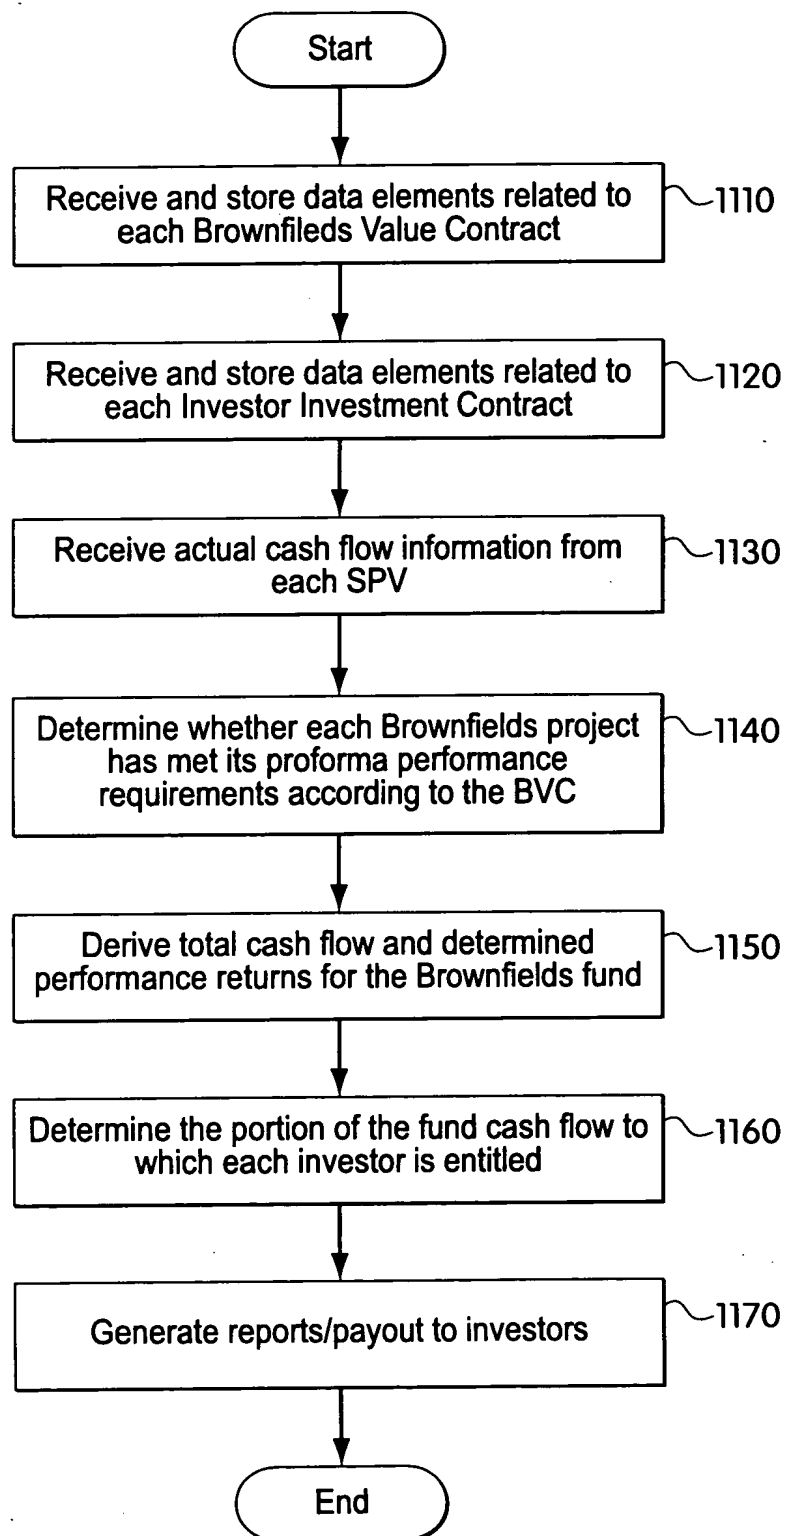 Start
Receive and store data elements related to
each Brownfileds Value Contract
1110
Receive and store data elements related to
each Investor Investment Contract
1120
Receive actual cash flow information from
each SPV
1130
Determine whether each Brownfields project
has met its proforma performance
requirements according to the BVC
1140
Derive total cash flow and determined
performance returns for the Brownfields fund
1150
Determine the portion of the fund cash flow to
which each investor is entitled
1160
Generate reports/payout to investors
1170
End